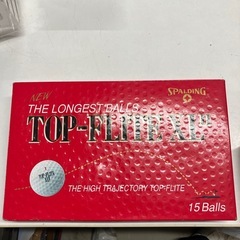 NEW
SPALDING
THE LONGEST BALLS
TOP-FLITE XL
THE HIGH TRAJECTORY TOP-FLITE
15 Balls